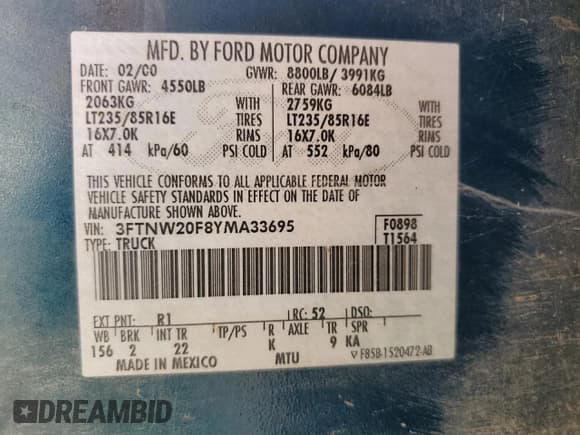 MFD. BY FORD MOTOR COMPANY
DATE: 02/00 GVWR: 8800LB/ 3991KG
FRONT GAWR: 4550LB REAR GAWR: 6084LB
2063KG WITH 2759KG WITH
LT235/85R16E TIRES LT235/85R16E TIRES
16X7.0K RIMS 16X7.0K RIMS
AT 414 kPa/60 PSI COLD AT 552 kPa/80 PSI COLD
THIS VEHICLE CONFORMS TO ALL APPLICABLE FEDERAL MOTOR
VEHICLE SAFETY STANDARDS IN EFFECT ON THE DATE OF
MANUFACTURE SHOWN ABOVE.
VIN: 3FTNW20F8YMA33695 F0898
TYPE: TRUCK T1564
EXT PNT: R1 RC: 52 DSO:
WB BRK INT TR TP/PS R AXLE TR SPR
156 2 22 K 9 KA
MADE IN MEXICO MTU ▽ F85B-1520472-AB
DREAMBID